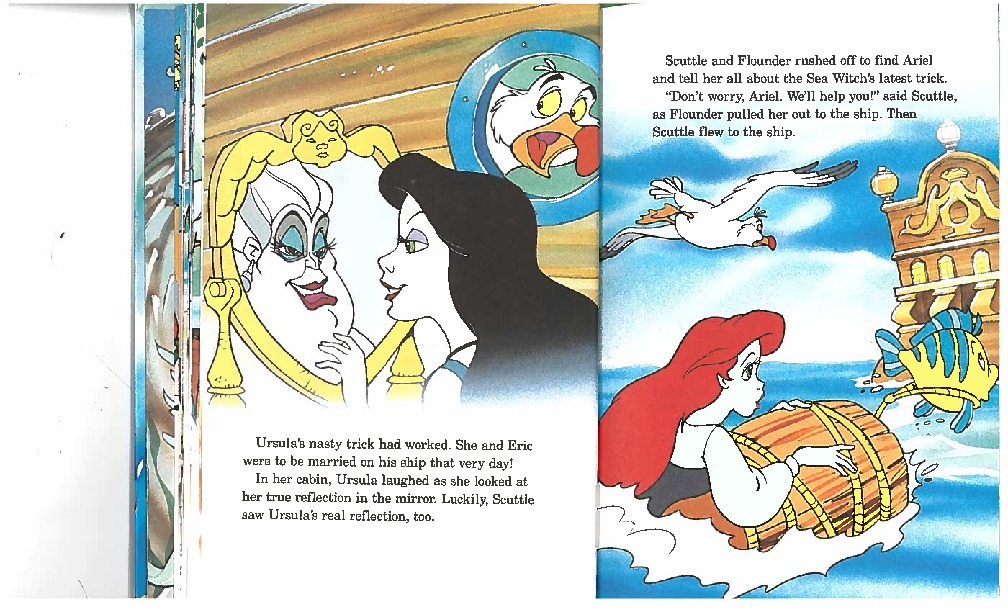 Ursula's nasty trick had worked. She and Eric
were to be married on his ship that very day!
In her cabin, Ursula laughed as she looked at
her true reflection in the mirror. Luckily, Scuttle
saw Ursula's real reflection, too.
Scuttle and Flounder rushed off to find Ariel
and tell her all about the Sea Witch's latest trick.
"Don't worry, Ariel. We'll help you!" said Scuttle,
as Flounder pulled her out to the ship. Then
Scuttle flew to the ship.